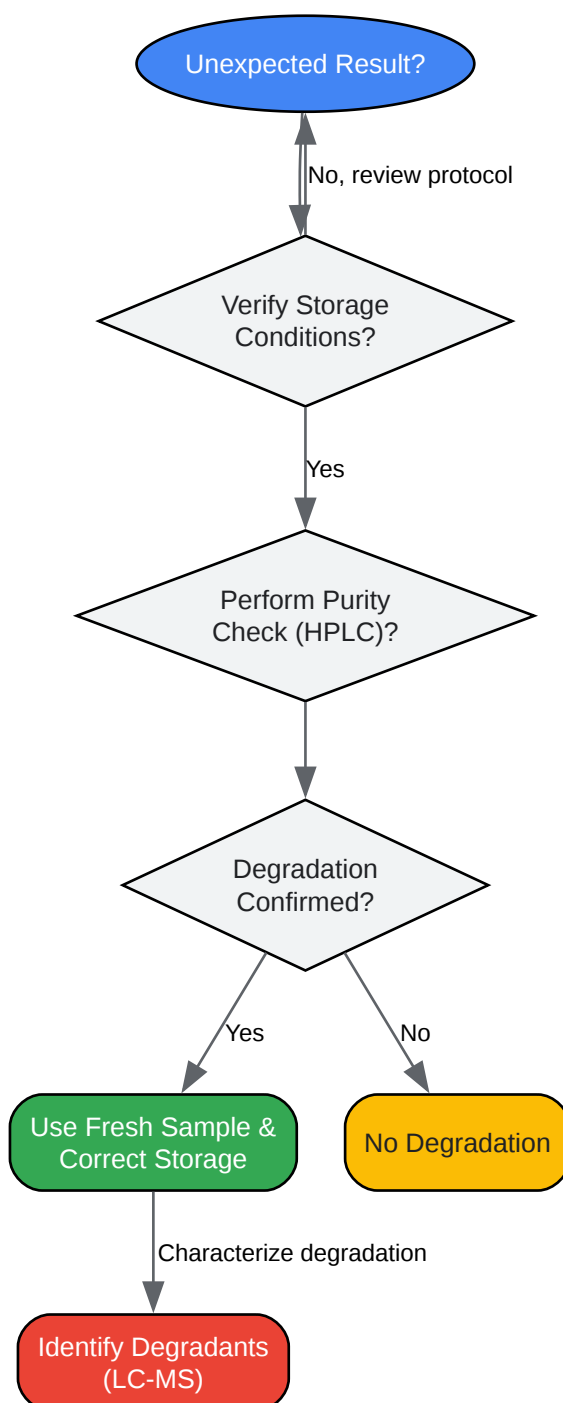 Unexpected Result?
No, review protocol
Verify Storage
Conditions?
Yes
Perform Purity
Check (HPLC)?
Degradation
Confirmed?
Yes
No
Use Fresh Sample &
Correct Storage
No Degradation
Characterize degradation
Identify Degradants
(LC-MS)